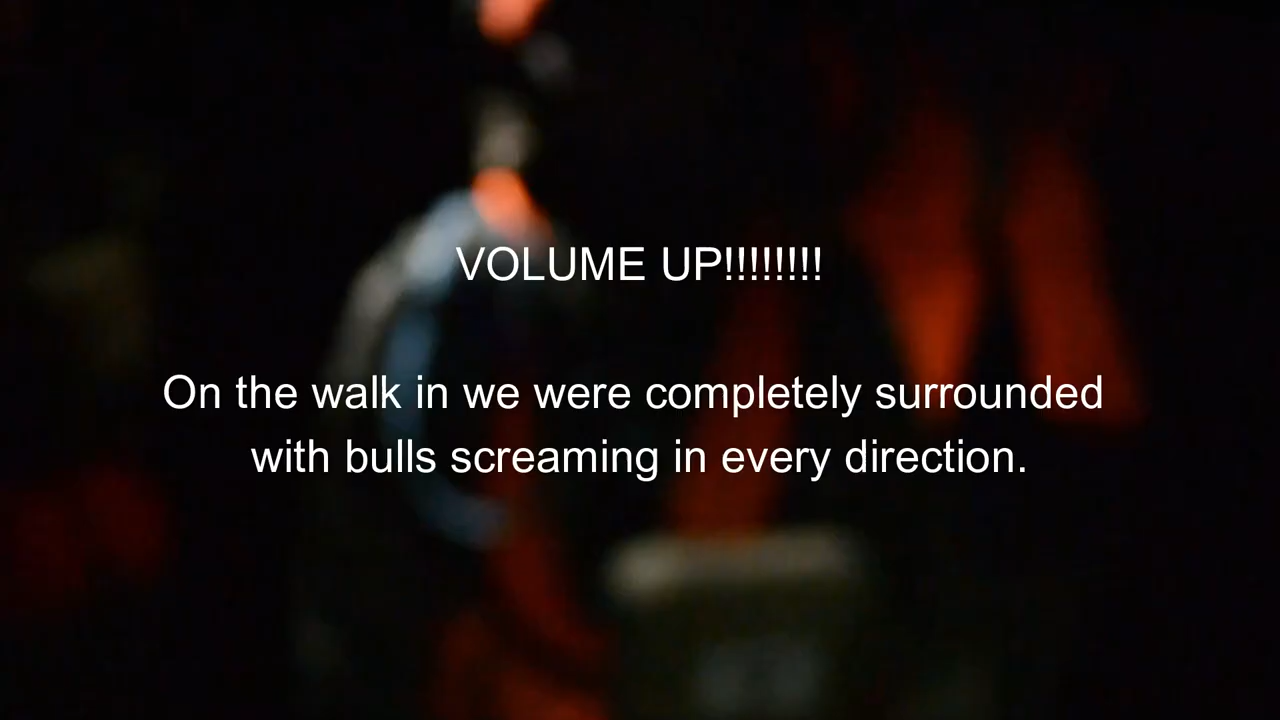 VOLUME UP!!!!!!!!
On the walk in we were completely surrounded
with bulls screaming in every direction.